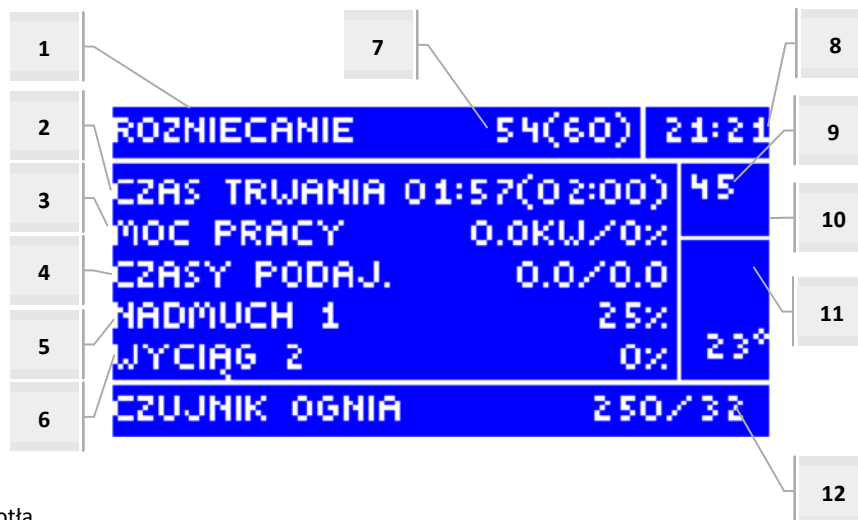 1
7
8
2
9
3
10
4
11
5
6
12
ROZNIECANIE 54(60) 21:21
CZAS TRWANIA 01:57(02:00) 45
MOC PRACY 0.0KW/0%
CZASY PODAJ. 0.0/0.0
NADMUCH 1 25%
WYCIĄG 2 0% 23°
CZUJNIK OGNIA 250/32